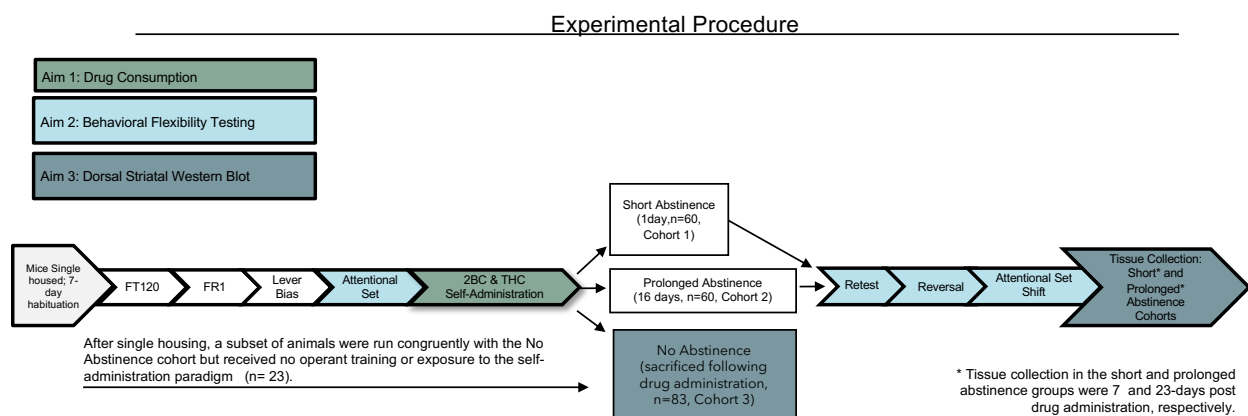 Experimental Procedure
Aim 1: Drug Consumption
Aim 2: Behavioral Flexibility Testing
Aim 3: Dorsal Striatal Western Blot
Mice Single
housed; 7-
day
habituation
FT120
FR1
Lever
Bias
Attentional
Set
2BC & THC
Self-Administration
Short Abstinence
(1day,n=60,
Cohort 1)
Prolonged Abstinence
(16 days, n=60, Cohort 2)
No Abstinence
(sacrificed following
drug administration,
n=83, Cohort 3)
Retest
Reversal
Attentional Set
Shift
Tissue Collection:
Short* and
Prolonged*
Abstinence
Cohorts
After single housing, a subset of animals were run congruently with the
No Abstinence cohort but received no operant training or exposure to the self-
administration paradigm (n= 23).
* Tissue collection in the short and prolonged
abstinence groups were 7 and 23-days post
drug administration, respectively.